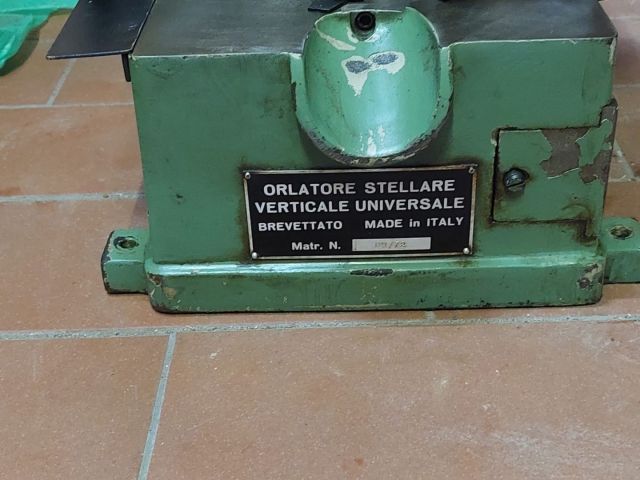 ORLATORE STELLARE
VERTICALE UNIVERSALE
BREVETTATO MADE in ITALY
Matr. N.